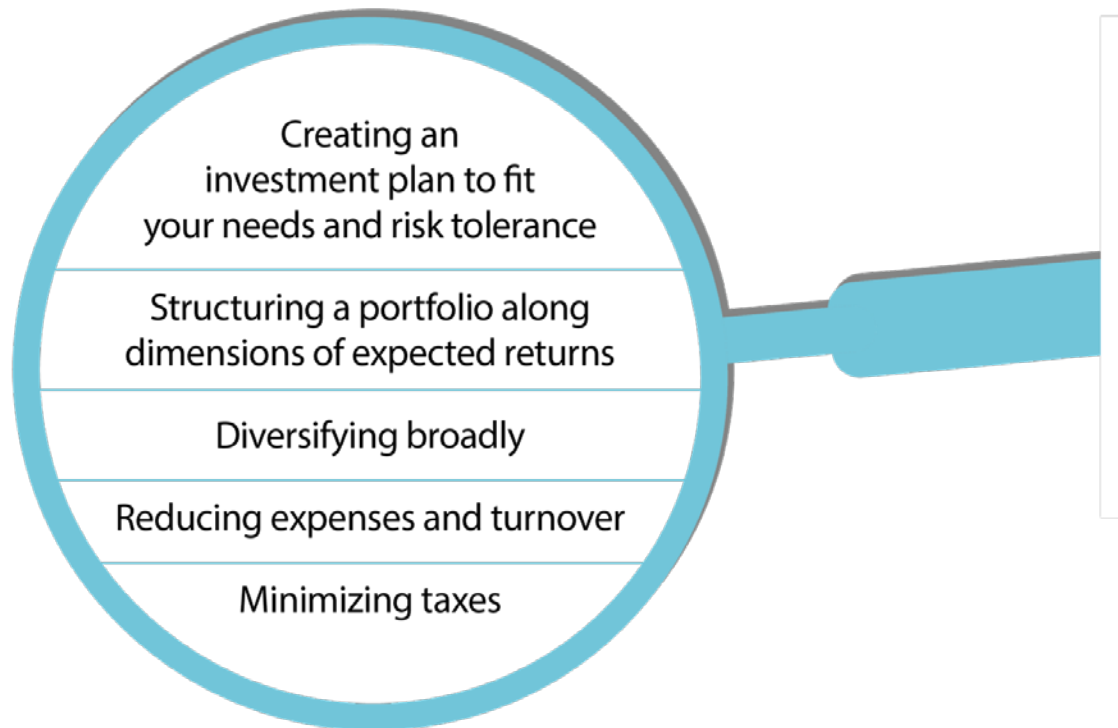 Creating an
investment plan to fit
your needs and risk tolerance
Structuring a portfolio along
dimensions of expected returns
Diversifying broadly
Reducing expenses and turnover
Minimizing taxes